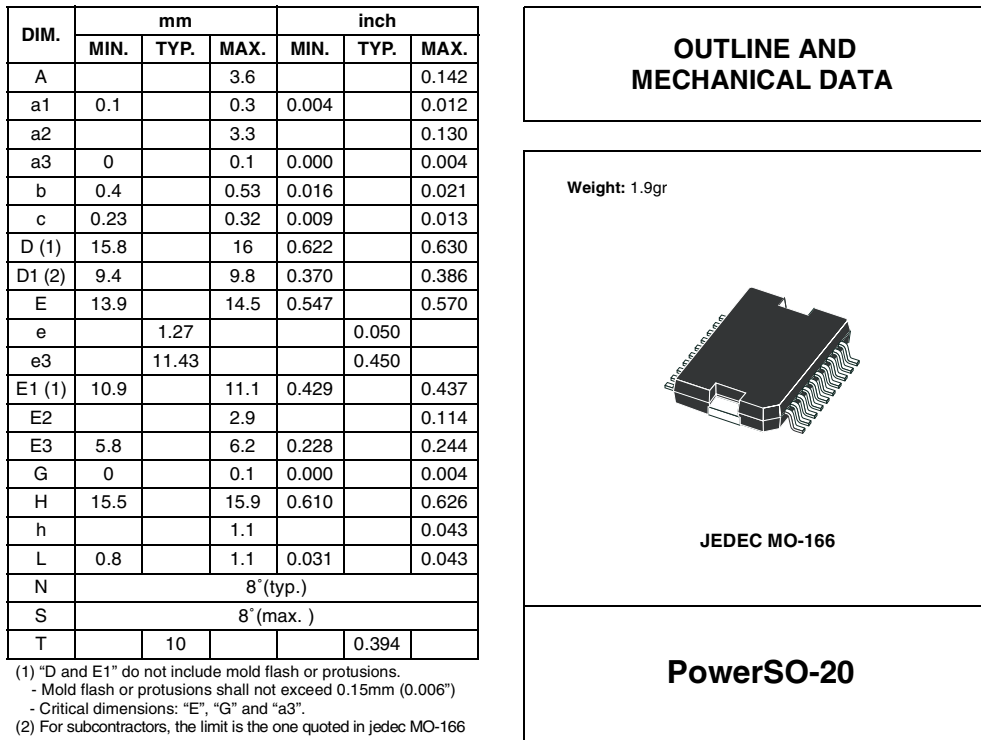 DIM. mm inch
MIN. TYP. MAX. MIN. TYP. MAX.
A 3.6 0.142
a1 0.1 0.3 0.004 0.012
a2 3.3 0.130
a3 0 0.1 0.000 0.004
b 0.4 0.53 0.016 0.021
c 0.23 0.32 0.009 0.013
D (1) 15.8 16 0.622 0.630
D1 (2) 9.4 9.8 0.370 0.386
E 13.9 14.5 0.547 0.570
e 1.27 0.050
e3 11.43 0.450
E1 (1) 10.9 11.1 0.429 0.437
E2 2.9 0.114
E3 5.8 6.2 0.228 0.244
G 0 0.1 0.000 0.004
H 15.5 15.9 0.610 0.626
h 1.1 0.043
L 0.8 1.1 0.031 0.043
N 8˚(typ.)
S 8˚(max. )
T 10 0.394
(1) “D and E1” do not include mold flash or protusions.
- Mold flash or protusions shall not exceed 0.15mm (0.006”)
- Critical dimensions: “E”, “G” and “a3”.
(2) For subcontractors, the limit is the one quoted in jedec MO-166
OUTLINE AND
MECHANICAL DATA
Weight: 1.9gr
JEDEC MO-166
PowerSO-20